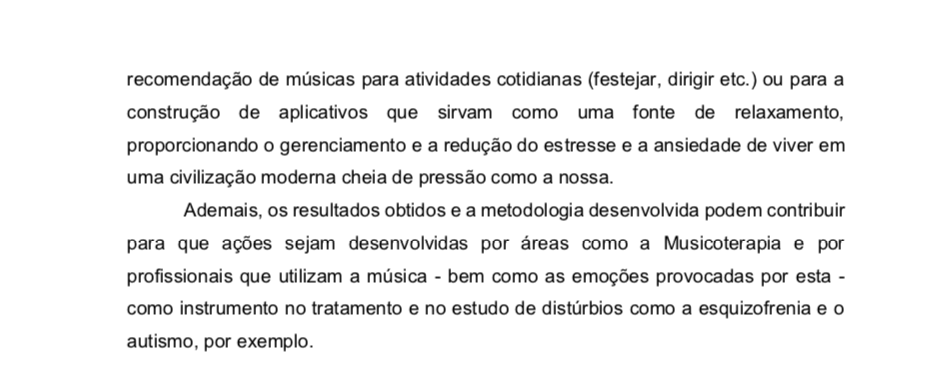 recomendação de músicas para atividades cotidianas (festejar, dirigir etc.) ou para a
construção de aplicativos que sirvam como uma fonte de relaxamento,
proporcionando o gerenciamento e a redução do estresse e a ansiedade de viver em
uma civilização moderna cheia de pressão como a nossa.
Ademais, os resultados obtidos e a metodologia desenvolvida podem contribuir
para que ações sejam desenvolvidas por áreas como a Musicoterapia e por
profissionais que utilizam a música - bem como as emoções provocadas por esta -
como instrumento no tratamento e no estudo de distúrbios como a esquizofrenia e o
autismo, por exemplo.